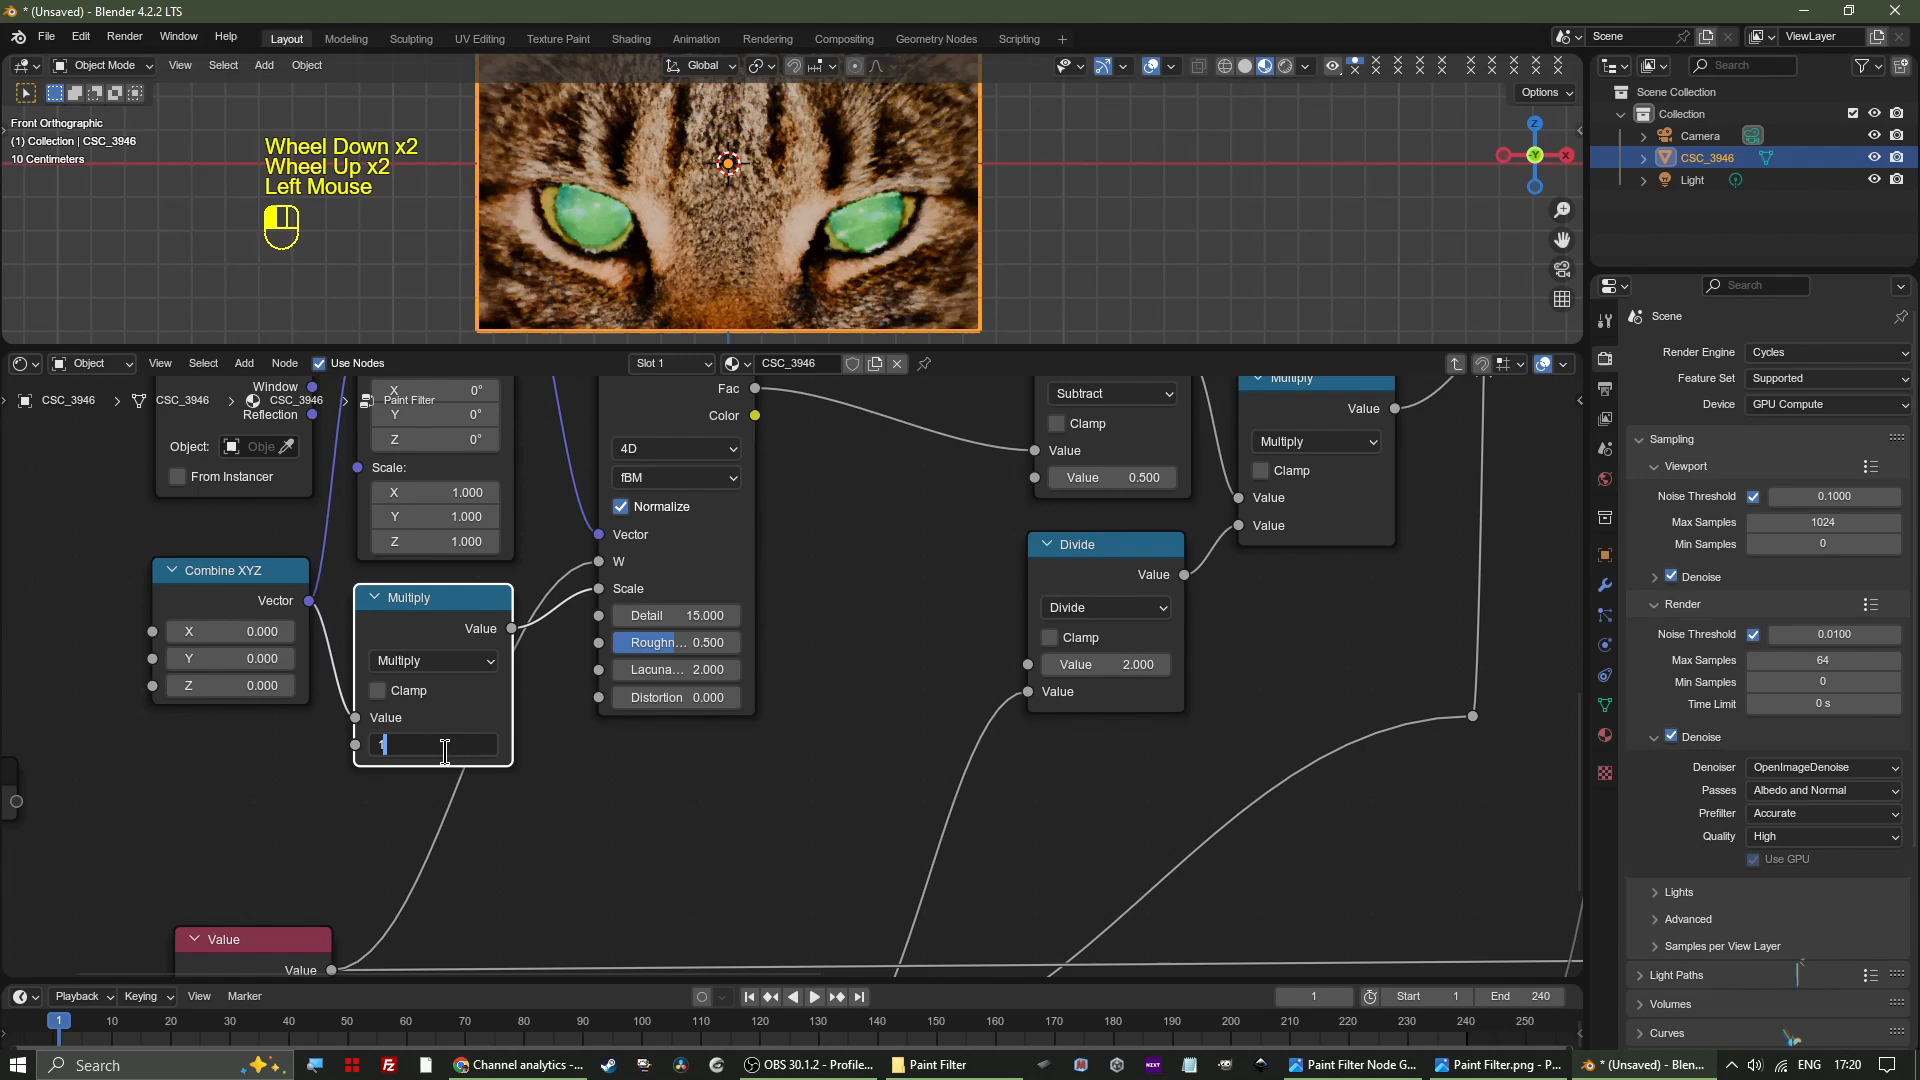 * (Unsaved) - Blender 4.2.2 LTS
File Edit Render Window Help Layout Modeling Sculpting UV Editing Texture Paint Shading Animation Rendering Compositing Geometry Nodes Scripting + Scene ViewLayer
Object Mode View Select Add Object Global Search
Options
Front Orthographic
(1) Collection | CSC_3946
10 Centimeters
Wheel Down x2
Wheel Up x2
Left Mouse
Z
X
-Y
Scene Collection
Collection
Camera
CSC_3946
Light
Search
Scene
Render Engine Cycles
Feature Set Supported
Device GPU Compute
Sampling
Viewport
Noise Threshold 0.1000
Max Samples 1024
Min Samples 0
Denoise
Render
Noise Threshold 0.0100
Max Samples 64
Min Samples 0
Time Limit 0 s
Denoise
Denoiser OpenImageDenoise
Passes Albedo and Normal
Prefilter Accurate
Quality High
Use GPU
Lights
Advanced
Samples per View Layer
Light Paths
Volumes
Curves
Object View Select Add Node Use Nodes Slot 1 CSC_3946
CSC_3946 CSC_3946 CSC_3946 Paint Filter
Window
Reflection
Object: Obje
From Instancer
X 0°
Y 0°
Z 0°
Scale:
X 1.000
Y 1.000
Z 1.000
Combine XYZ
Vector
X 0.000
Y 0.000
Z 0.000
Multiply
Value
Multiply
Clamp
Value
1
Fac
Color
4D
fBM
Normalize
Vector
W
Scale
Detail 15.000
Roughn... 0.500
Lacuna... 2.000
Distortion 0.000
Subtract
Clamp
Value
Value 0.500
Divide
Value
Divide
Clamp
Value 2.000
Value
Multiply
Value
Multiply
Clamp
Value
Value
Value
Value
Playback Keying View Marker 1 Start 1 End 240
1 10 20 30 40 50 60 70 80 90 100 110 120 130 140 150 160 170 180 190 200 210 220 230 240 250
Search Channel analytics -... OBS 30.1.2 - Profile... Paint Filter NIXT Paint Filter Node G... Paint Filter.png - P... * (Unsaved) - Blen... ENG 17:20